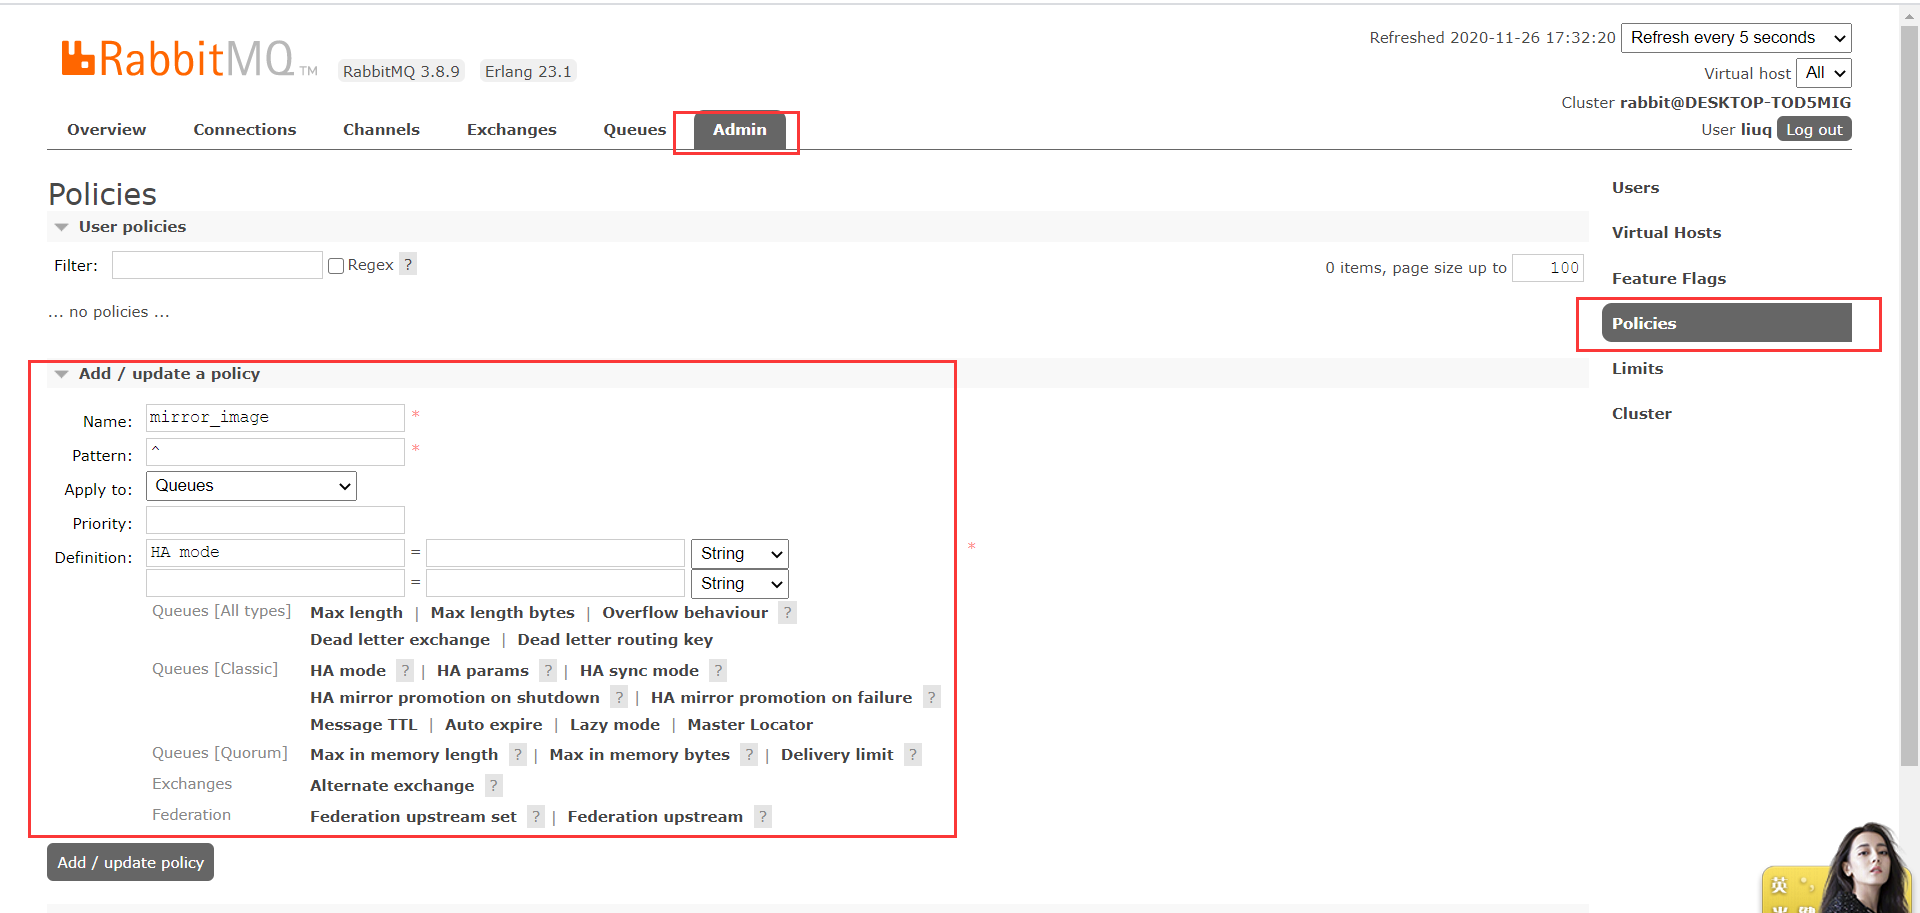 Refreshed 2020-11-26 17:32:20 Refresh every 5 seconds
RabbitMQ TM RabbitMQ 3.8.9 Erlang 23.1
Virtual host All
Cluster rabbit@DESKTOP-TOD5MIG
User liuq Log out
Overview Connections Channels Exchanges Queues Admin
Policies
User policies
Filter: Regex ?
0 items, page size up to 100
... no policies ...
Users
Virtual Hosts
Feature Flags
Policies
Limits
Cluster
Add / update a policy
Name: mirror_image *
Pattern: ^ *
Apply to: Queues
Priority:
Definition: HA mode = String *
= String
Queues [All types] Max length | Max length bytes | Overflow behaviour ?
Dead letter exchange | Dead letter routing key
Queues [Classic] HA mode ? | HA params ? | HA sync mode ?
HA mirror promotion on shutdown ? | HA mirror promotion on failure ?
Message TTL | Auto expire | Lazy mode | Master Locator
Queues [Quorum] Max in memory length ? | Max in memory bytes ? | Delivery limit ?
Exchanges Alternate exchange ?
Federation Federation upstream set ? | Federation upstream ?
Add / update policy
英